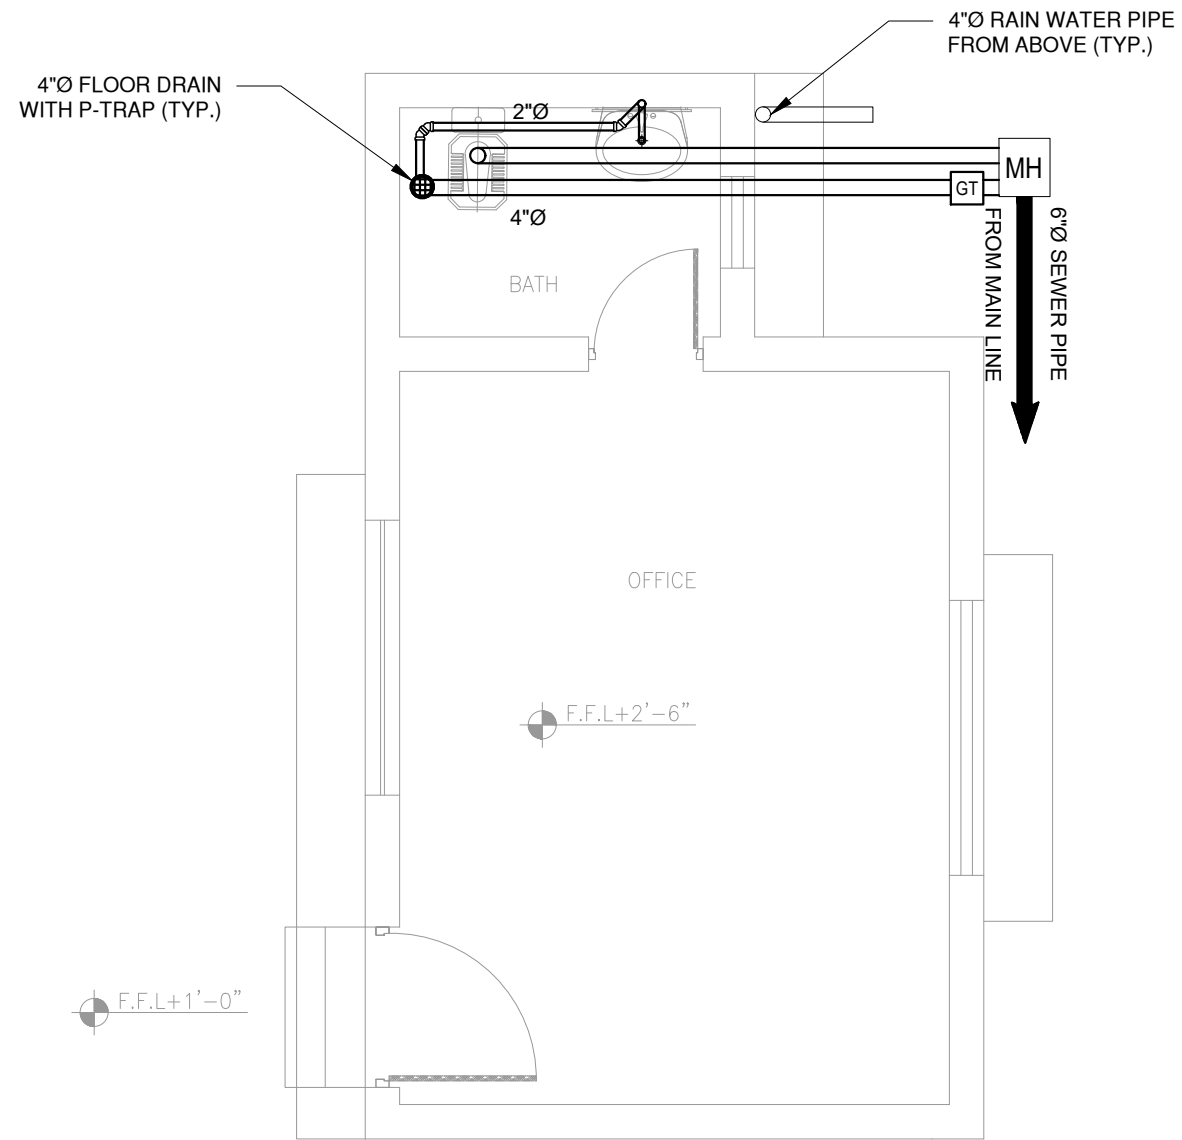 4"Ø RAIN WATER PIPE
FROM ABOVE (TYP.)
4"Ø FLOOR DRAIN
WITH P-TRAP (TYP.)
2"Ø
MH
GT
4"Ø
6"Ø SEWER PIPE
FROM MAIN LINE
BATH
OFFICE
F.F.L+2'-6"
F.F.L+1'-0"